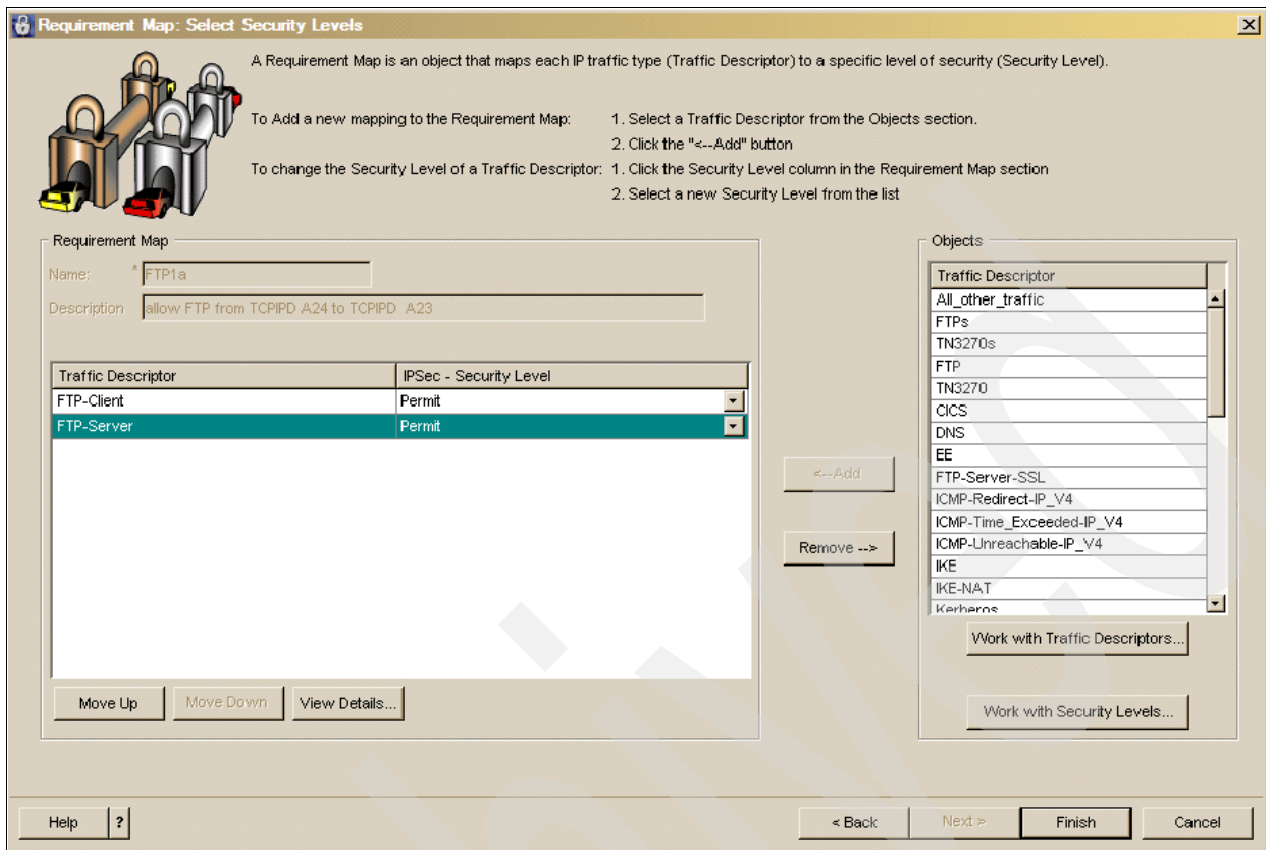 Requirement Map: Select Security Levels
A Requirement Map is an object that maps each IP traffic type (Traffic Descriptor) to a specific level of security (Security Level).
To Add a new mapping to the Requirement Map: 1. Select a Traffic Descriptor from the Objects section.
2. Click the "<--Add" button
To change the Security Level of a Traffic Descriptor: 1. Click the Security Level column in the Requirement Map section
2. Select a new Security Level from the list
Requirement Map
Name: * FTP1a
Description allow FTP from TCPIPD A24 to TCPIPD A23
Traffic Descriptor IPSec - Security Level
FTP-Client Permit
FTP-Server Permit
Move Up Move Down View Details...
<--Add
Remove -->
Objects
Traffic Descriptor
All_other_traffic
FTPs
TN3270s
FTP
TN3270
CICS
DNS
EE
FTP-Server-SSL
ICMP-Redirect-IP_V4
ICMP-Time_Exceeded-IP_V4
ICMP-Unreachable-IP_V4
IKE
IKE-NAT
Kerberos
Work with Traffic Descriptors...
Work with Security Levels...
Help ? < Back Next > Finish Cancel